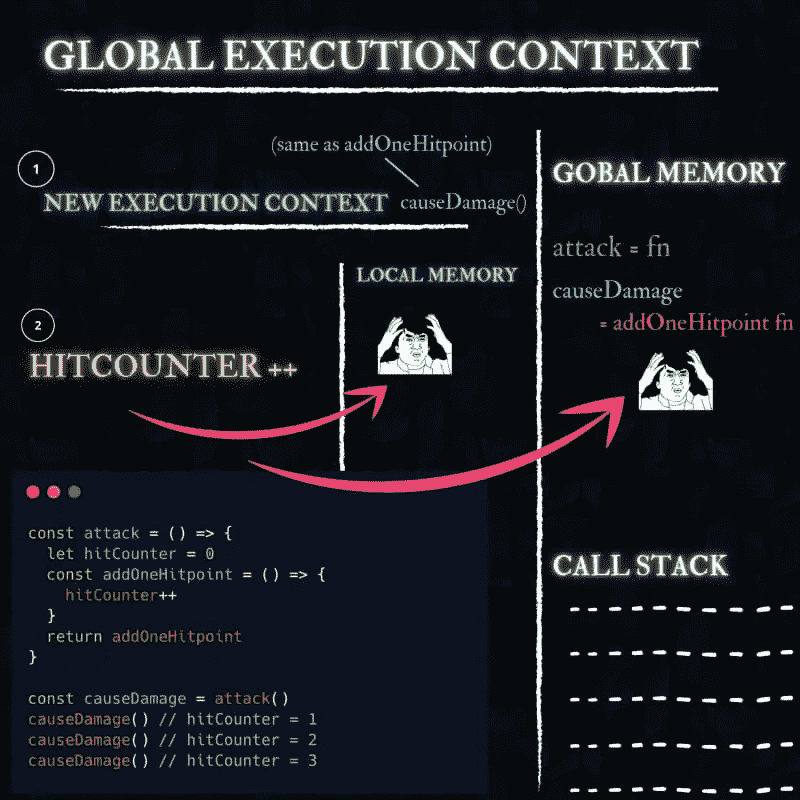 GLOBAL EXECUTION CONTEXT
(same as addOneHitpoint)
1
NEW EXECUTION CONTEXT causeDamage()
LOCAL MEMORY
2
HITCOUNTER ++
GOBAL MEMORY
attack = fn
causeDamage
= addOneHitpoint fn
CALL STACK
const attack = () => {
  let hitCounter = 0
  const addOneHitpoint = () => {
    hitCounter++
  }
  return addOneHitpoint
}
const causeDamage = attack()
causeDamage() // hitCounter = 1
causeDamage() // hitCounter = 2
causeDamage() // hitCounter = 3